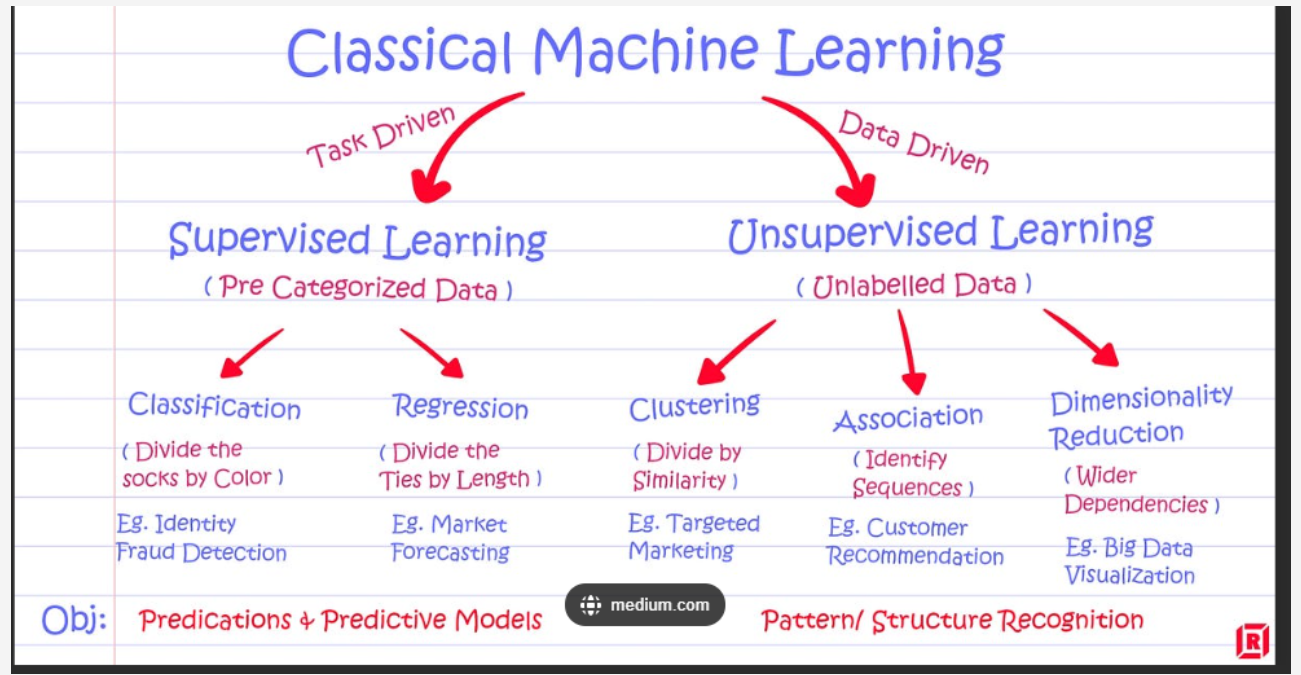 Classical Machine Learning
Task Driven
Data Driven
Supervised Learning
( Pre Categorized Data )
Unsupervised Learning
( Unlabelled Data )
Classification
( Divide the
socks by Color )
Eg. Identity
Fraud Detection
Regression
( Divide the
Ties by Length )
Eg. Market
Forecasting
Clustering
( Divide by
Similarity )
Eg. Targeted
Marketing
Association
( Identify
Sequences )
Eg. Customer
Recommendation
Dimensionality
Reduction
( Wider
Dependencies )
Eg. Big Data
Visualization
Obj: Predications & Predictive Models
Pattern/ Structure Recognition
medium.com
R